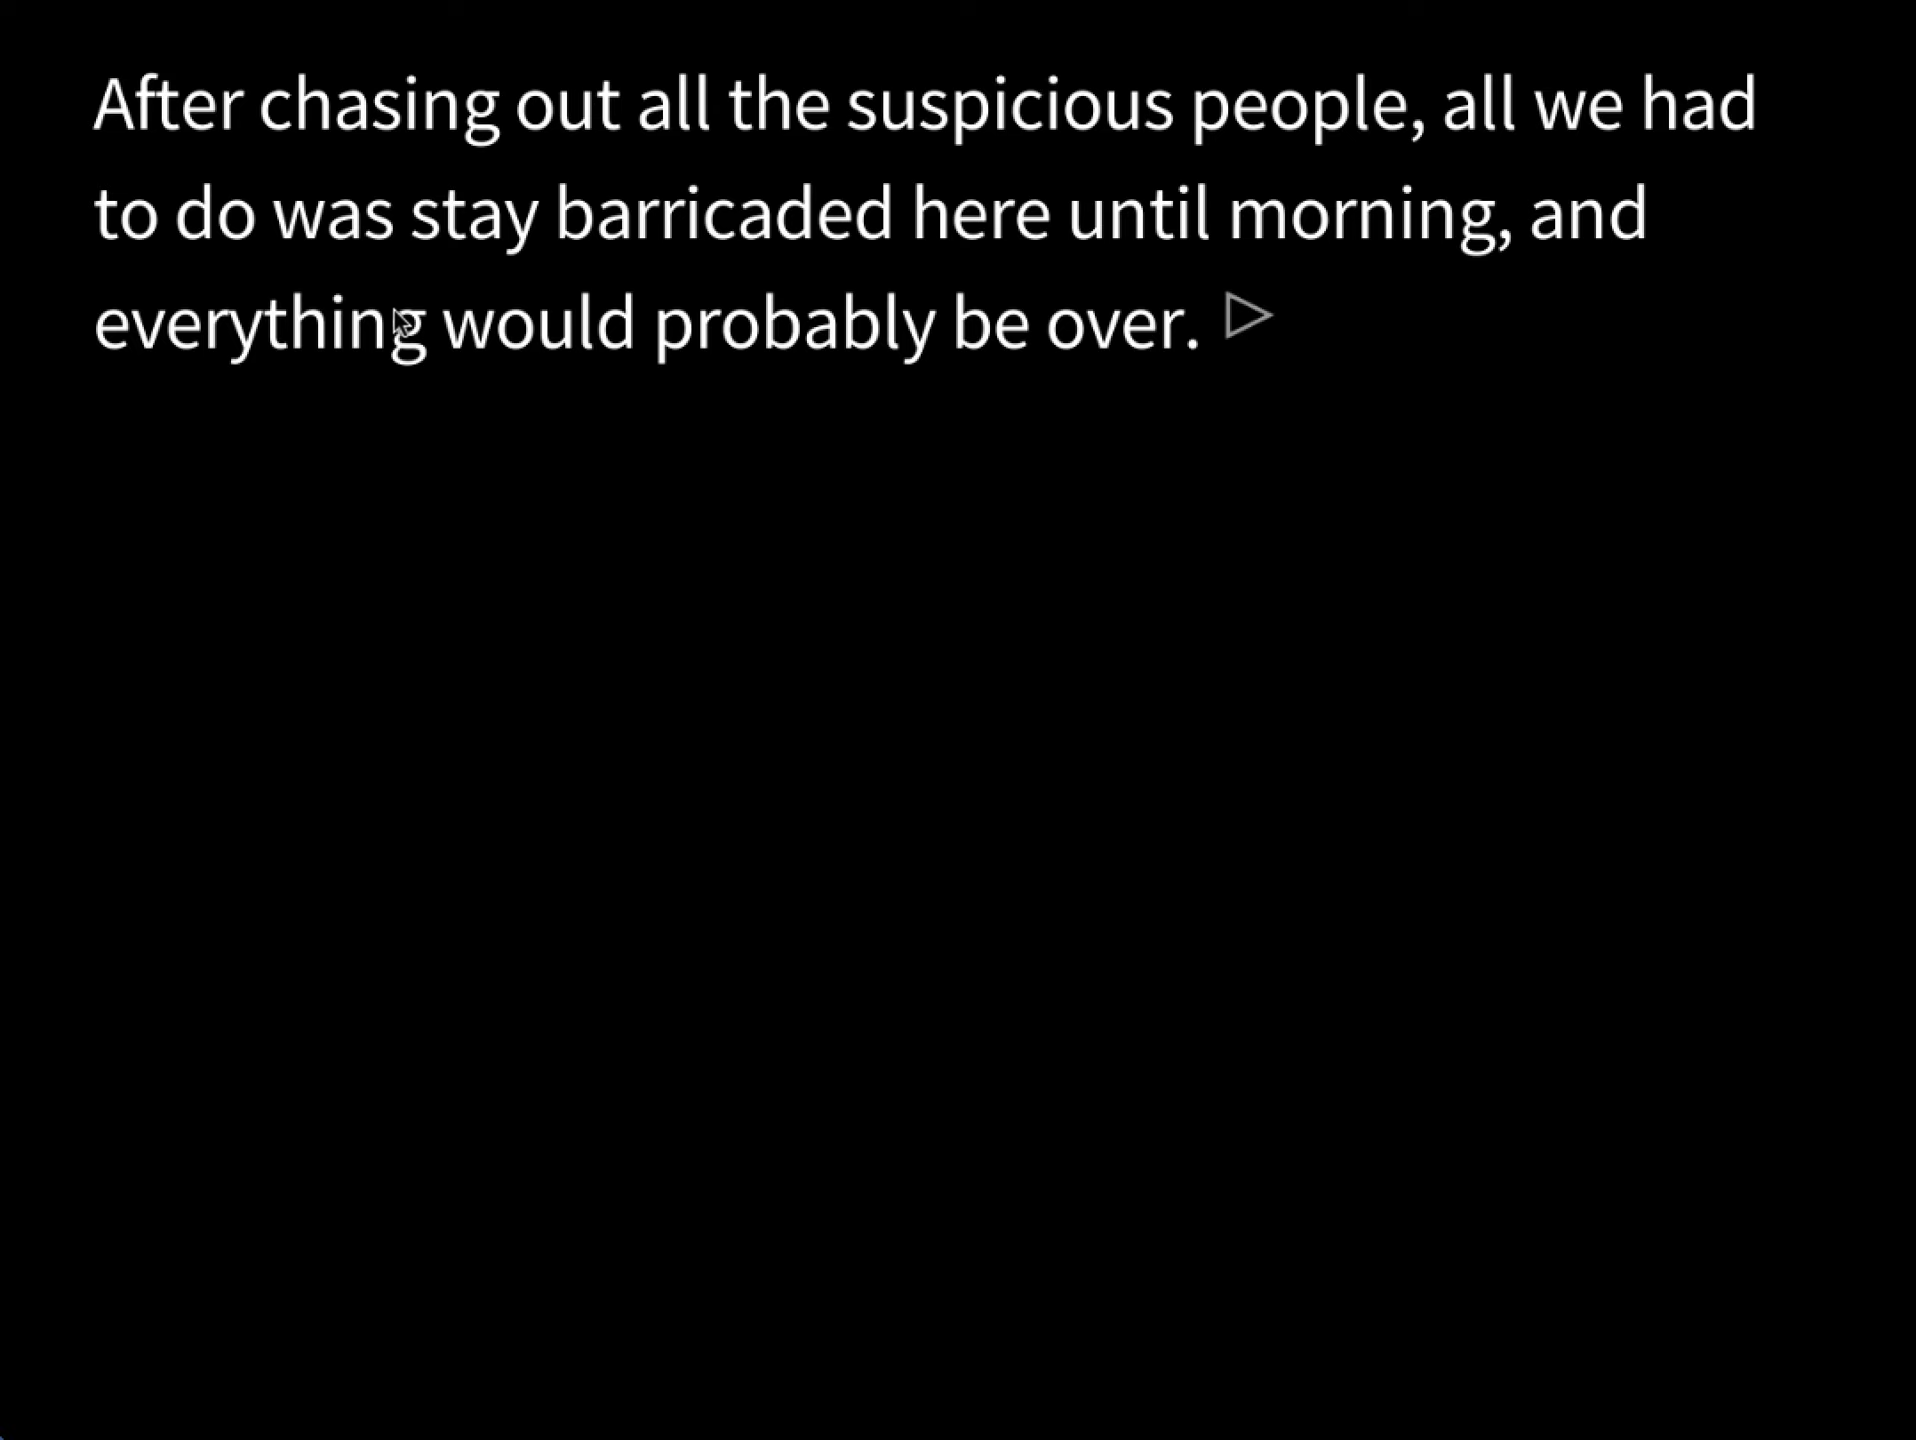 After chasing out all the suspicious people, all we had
to do was stay barricaded here until morning, and
everything would probably be over.